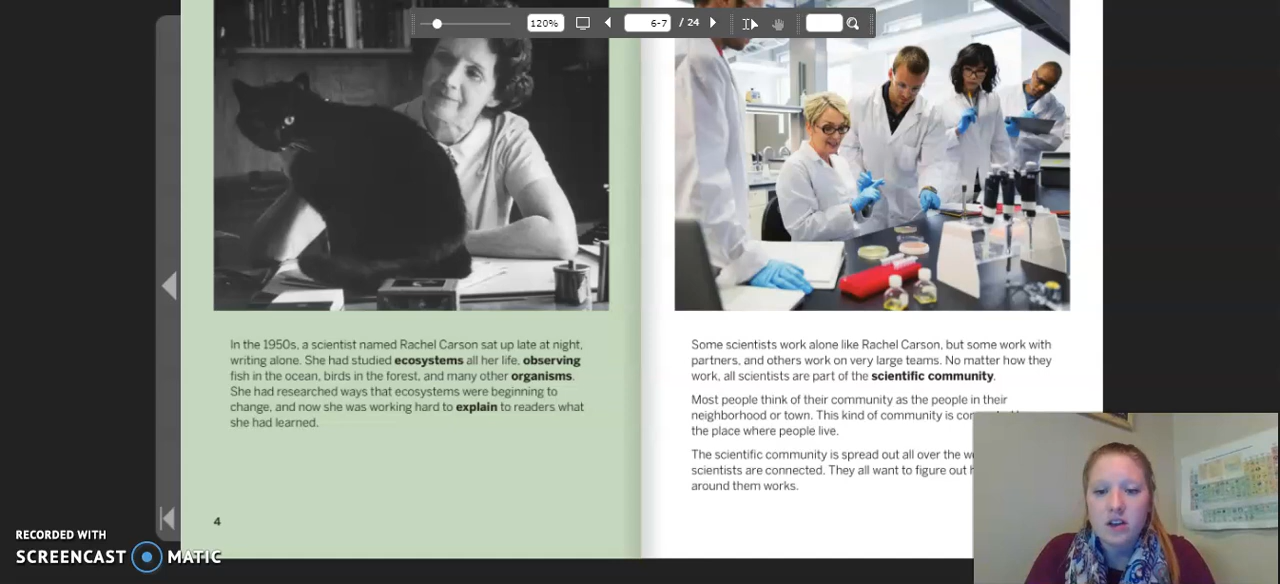 120%
6-7 / 24
In the 1950s, a scientist named Rachel Carson sat up late at night,
writing alone. She had studied ecosystems all her life, observing
fish in the ocean, birds in the forest, and many other organisms.
She had researched ways that ecosystems were beginning to
change, and now she was working hard to explain to readers what
she had learned.
4
Some scientists work alone like Rachel Carson, but some work with
partners, and others work on very large teams. No matter how they
work, all scientists are part of the scientific community.
Most people think of their community as the people in their
neighborhood or town. This kind of community is
the place where people live.
The scientific community is spread out all over the
scientists are connected. They all want to figure out
around them works.
RECORDED WITH
SCREENCAST MATIC